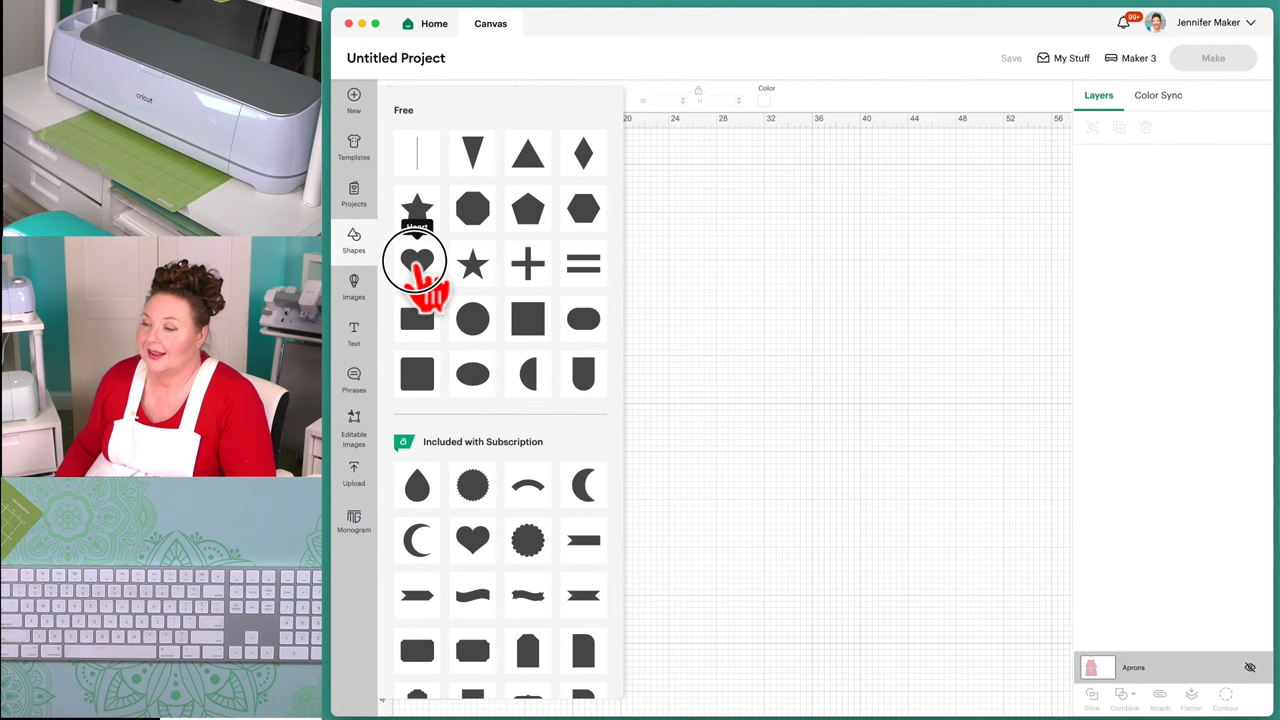 cricut
Home
Canvas
99+
Jennifer Maker
Untitled Project
Save
My Stuff
Maker 3
Make
New
Templates
Projects
Shapes
Images
Text
Phrases
Editable
Images
Upload
Monogram
Free
Heart
Included with Subscription
W
H
Color
20 24 28 32 36 40 44 48 52 56
Layers
Color Sync
Aprons
Slice
Combine
Attach
Flatten
Contour